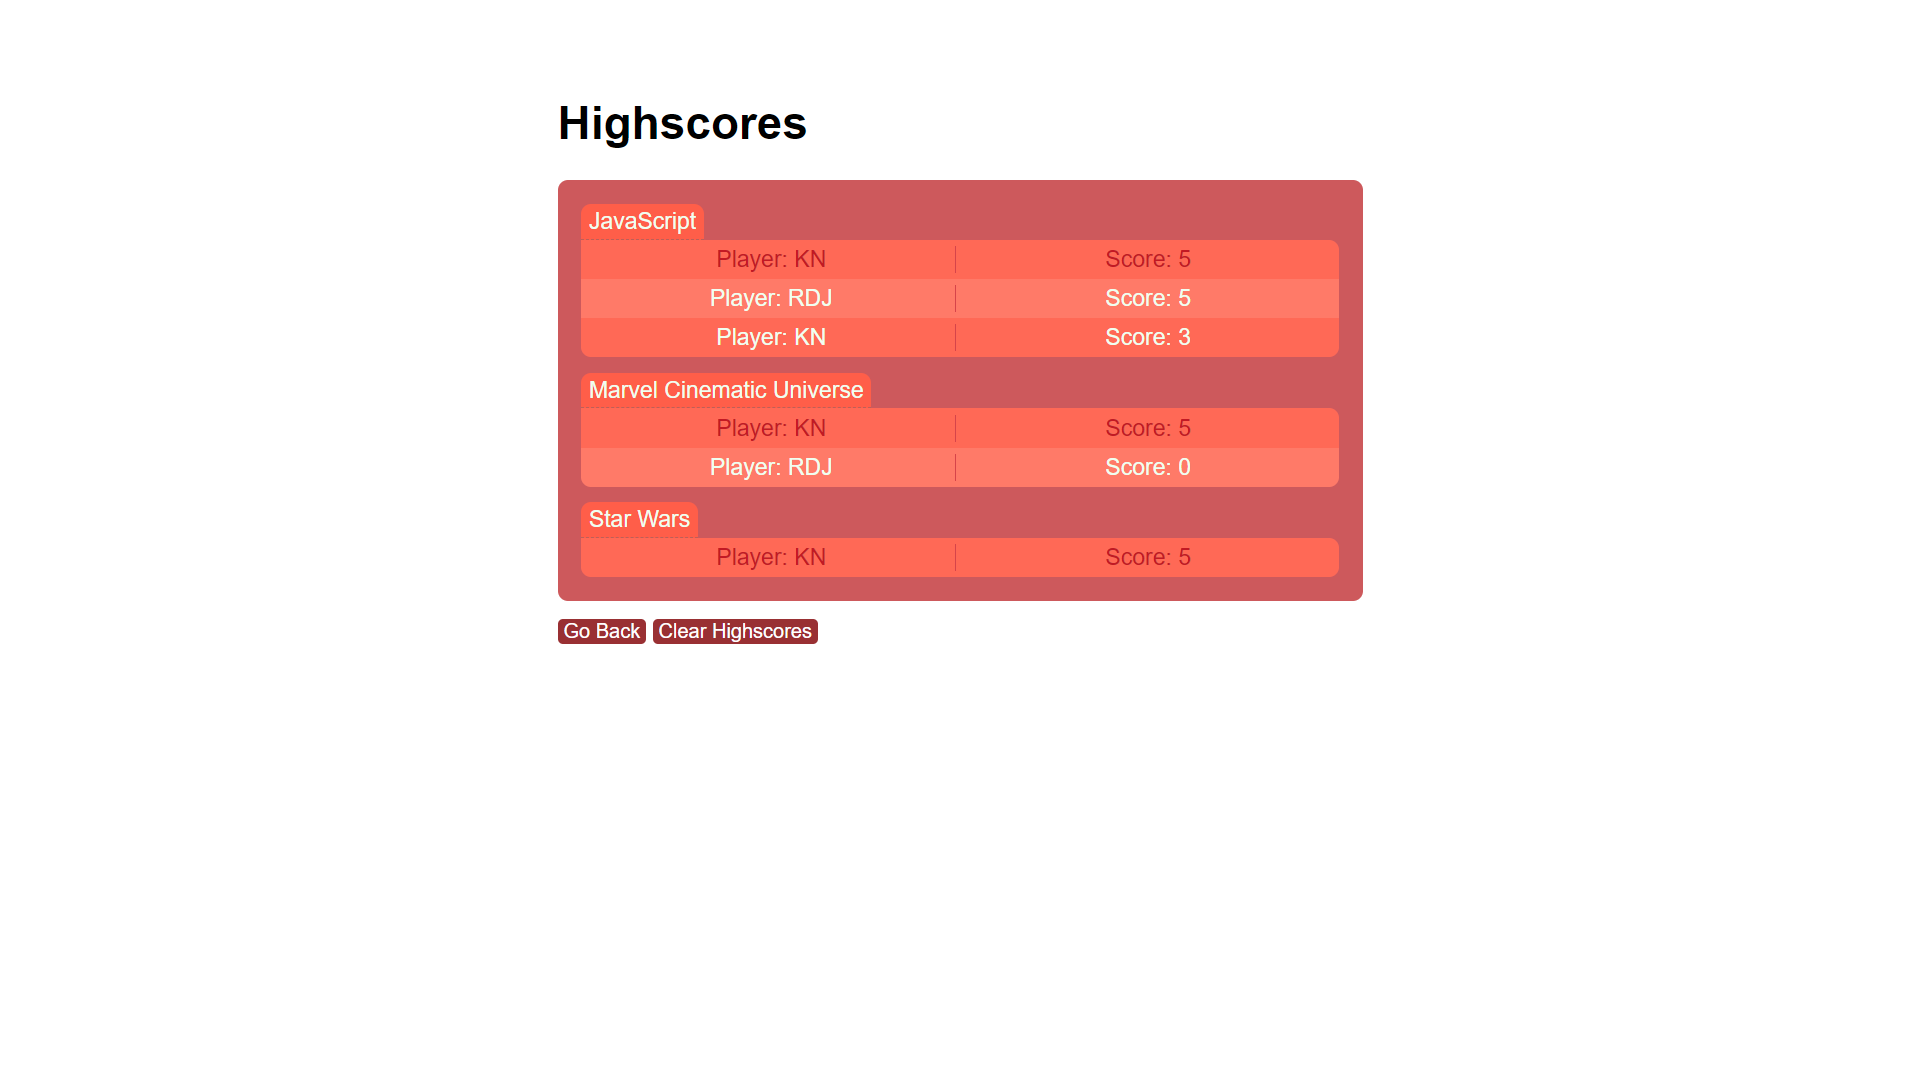 Highscores
JavaScript
Player: KN Score: 5
Player: RDJ Score: 5
Player: KN Score: 3
Marvel Cinematic Universe
Player: KN Score: 5
Player: RDJ Score: 0
Star Wars
Player: KN Score: 5
Go Back Clear Highscores